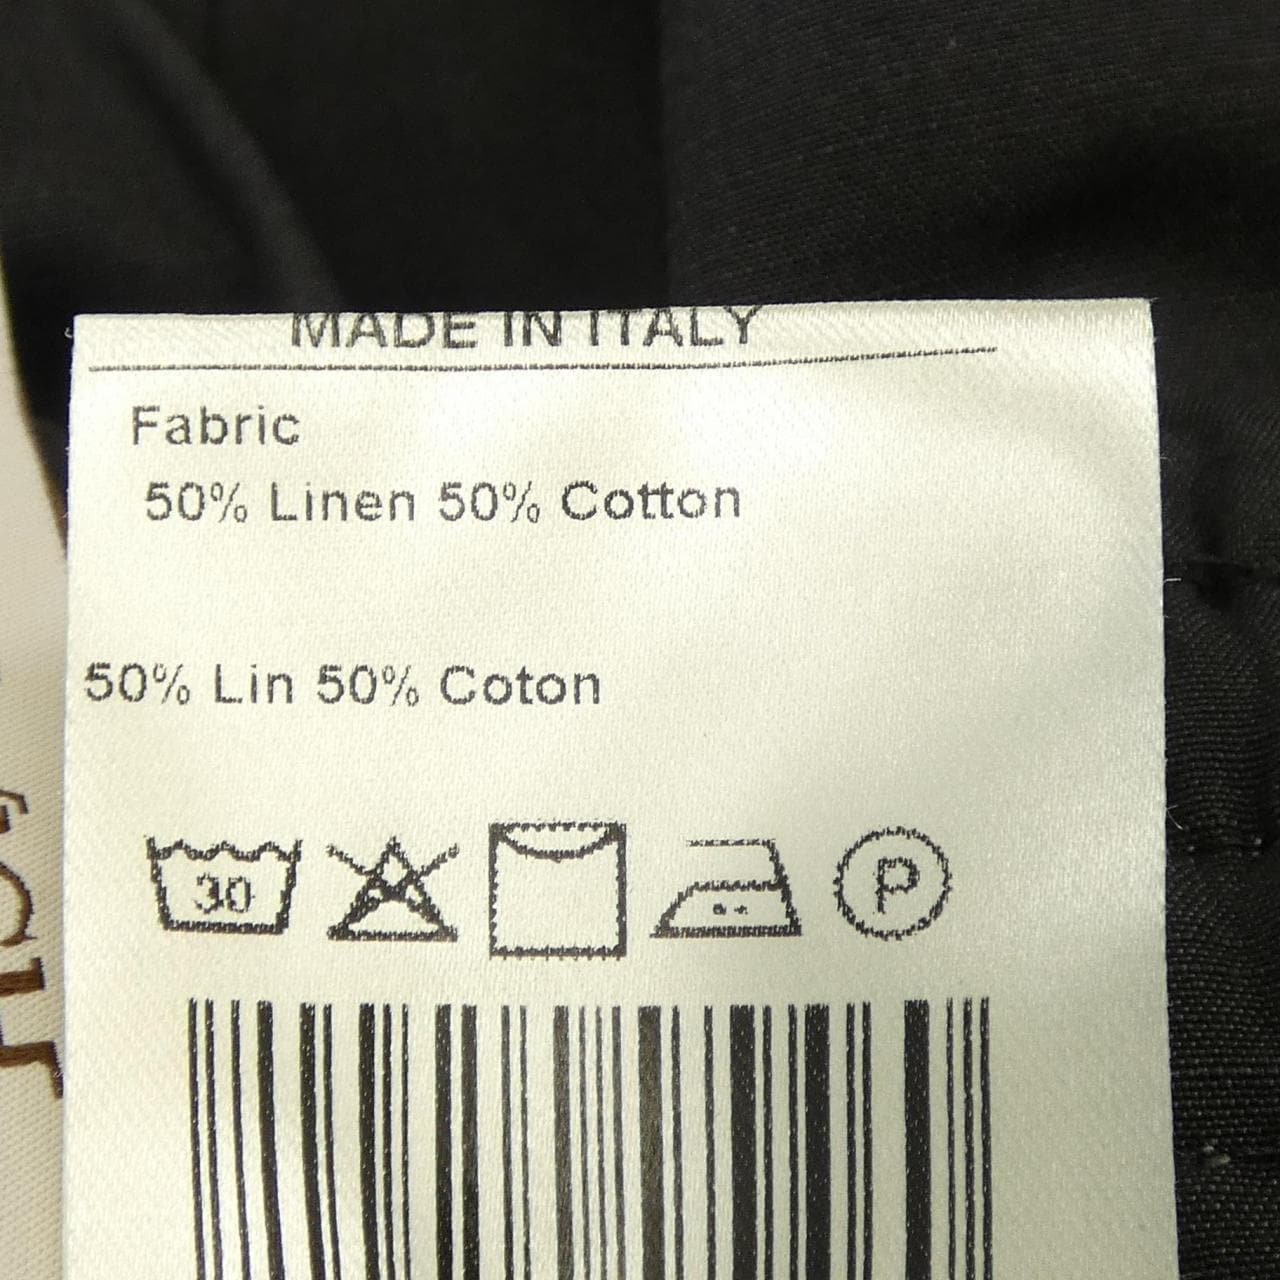 MADE IN ITALY
Fabric
50% Linen 50% Cotton
50% Lin 50% Coton
30
P